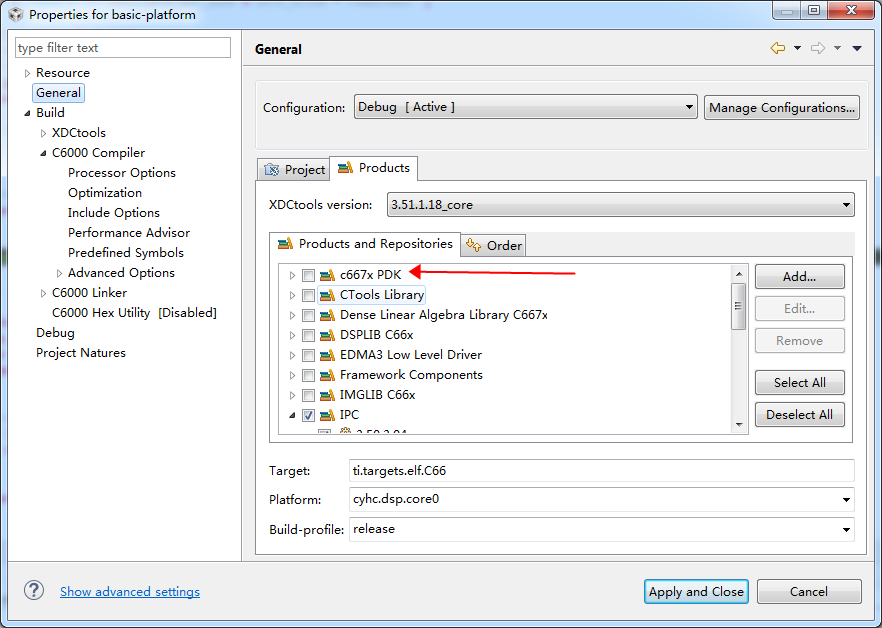 Properties for basic-platform
type filter text
Resource
General
Build
XDCtools
C6000 Compiler
Processor Options
Optimization
Include Options
Performance Advisor
Predefined Symbols
Advanced Options
C6000 Linker
C6000 Hex Utility [Disabled]
Debug
Project Natures
General
Configuration: Debug [ Active ] Manage Configurations...
Project Products
XDCtools version: 3.51.1.18_core
Products and Repositories Order
c667x PDK
CTools Library
Dense Linear Algebra Library C667x
DSPLIB C66x
EDMA3 Low Level Driver
Framework Components
IMGLIB C66x
IPC
Add...
Edit...
Remove
Select All
Deselect All
Target: ti.targets.elf.C66
Platform: cyhc.dsp.core0
Build-profile: release
Show advanced settings
Apply and Close Cancel